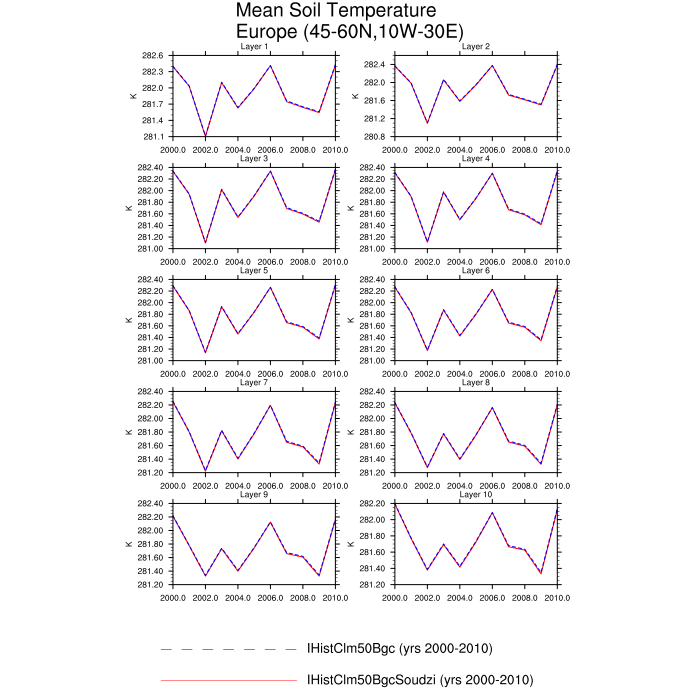 Mean Soil Temperature
Europe (45-60N,10W-30E)
Layer 1
Layer 2
282.6
282.3
282.0
281.7
281.4
281.1
K
2000.0 2002.0 2004.0 2006.0 2008.0 2010.0
282.4
282.0
281.6
281.2
280.8
K
2000.0 2002.0 2004.0 2006.0 2008.0 2010.0
Layer 3
Layer 4
282.40
282.20
282.00
281.80
281.60
281.40
281.20
281.00
K
2000.0 2002.0 2004.0 2006.0 2008.0 2010.0
282.40
282.20
282.00
281.80
281.60
281.40
281.20
281.00
K
2000.0 2002.0 2004.0 2006.0 2008.0 2010.0
Layer 5
Layer 6
282.40
282.20
282.00
281.80
281.60
281.40
281.20
281.00
K
2000.0 2002.0 2004.0 2006.0 2008.0 2010.0
282.40
282.20
282.00
281.80
281.60
281.40
281.20
281.00
K
2000.0 2002.0 2004.0 2006.0 2008.0 2010.0
Layer 7
Layer 8
282.40
282.20
282.00
281.80
281.60
281.40
281.20
K
2000.0 2002.0 2004.0 2006.0 2008.0 2010.0
282.40
282.20
282.00
281.80
281.60
281.40
281.20
K
2000.0 2002.0 2004.0 2006.0 2008.0 2010.0
Layer 9
Layer 10
282.40
282.20
282.00
281.80
281.60
281.40
281.20
K
2000.0 2002.0 2004.0 2006.0 2008.0 2010.0
282.20
282.00
281.80
281.60
281.40
281.20
K
2000.0 2002.0 2004.0 2006.0 2008.0 2010.0
IHistClm50Bgc (yrs 2000-2010)
IHistClm50BgcSoudzi (yrs 2000-2010)